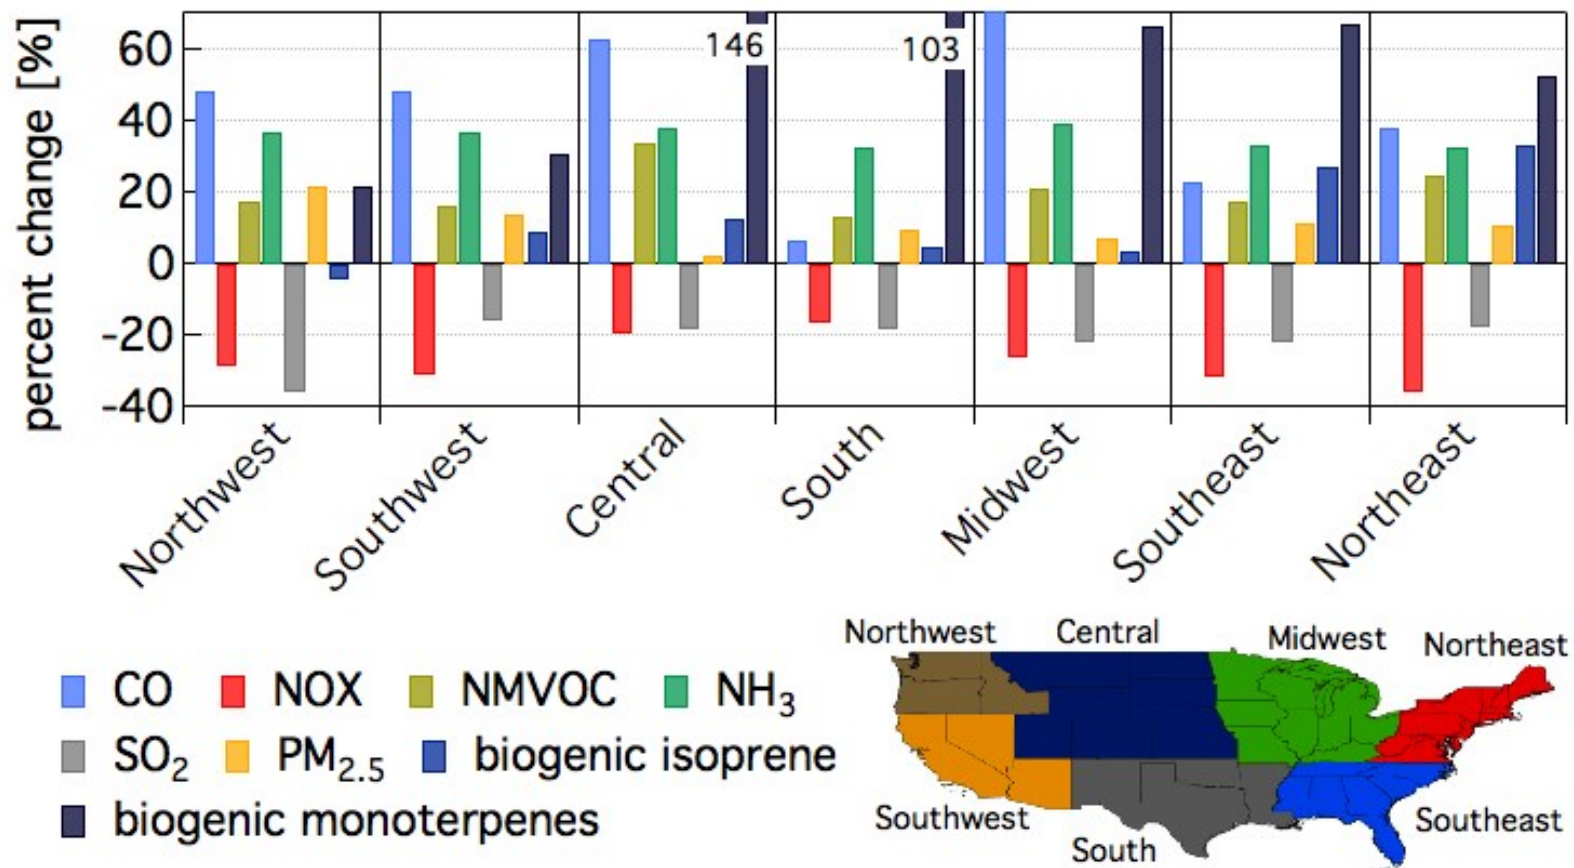 percent change [%]
60
40
20
0
-20
-40
146
103
Northwest
Southwest
Central
South
Midwest
Southeast
Northeast
CO NOX NMVOC NH₃
SO₂ PM₂.₅ biogenic isoprene
biogenic monoterpenes
Northwest
Central
Midwest
Northeast
Southwest
South
Southeast